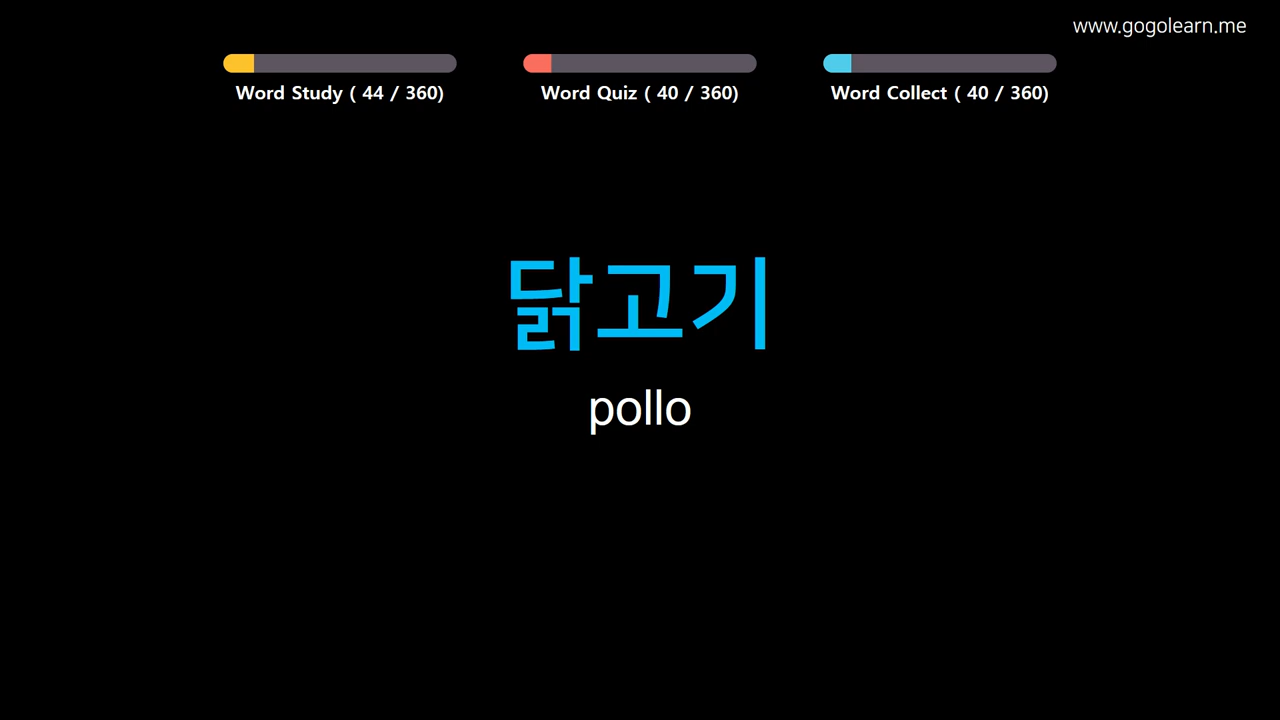 www.gogolearn.me
Word Study ( 44 / 360)
Word Quiz ( 40 / 360)
Word Collect ( 40 / 360)
닭고기
pollo